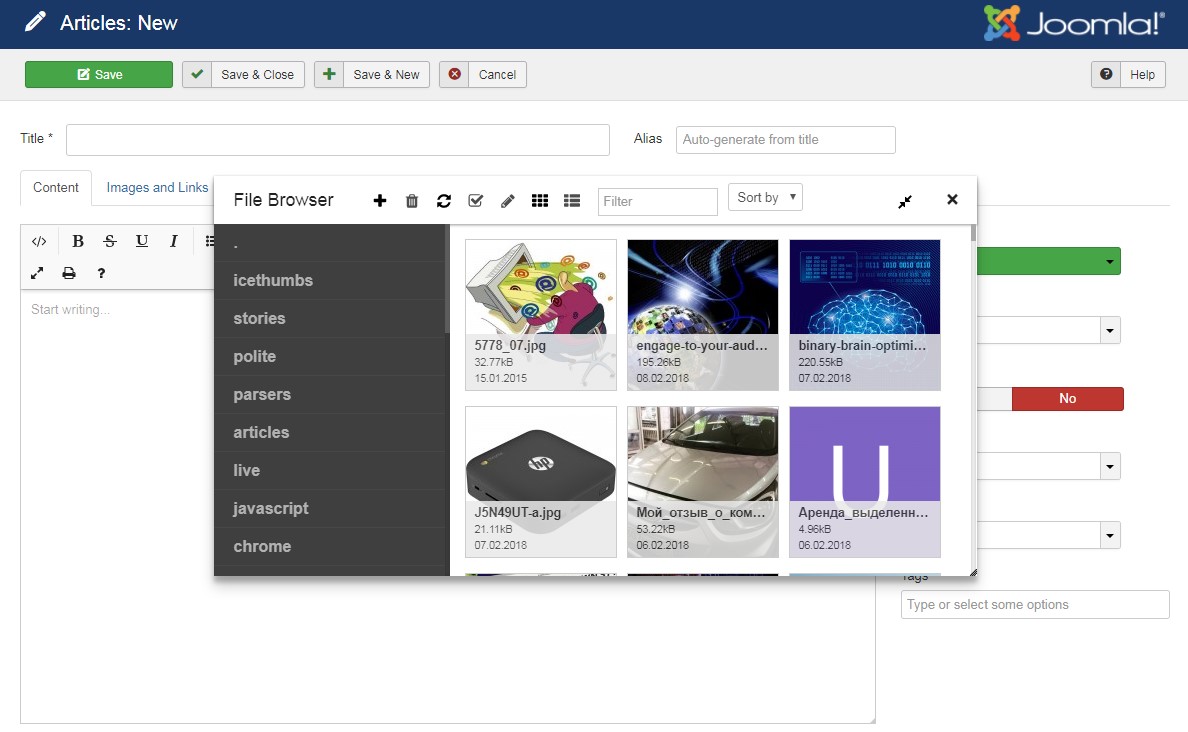 Articles: New
Joomla!®
Save
Save & Close
Save & New
Cancel
? Help
Title *
Alias
Auto-generate from title
Content
Images and Links
File Browser
Filter
Sort by
</>
B
S
U
I
?
Start writing...
.
icethumbs
stories
polite
parsers
articles
live
javascript
chrome
5778_07.jpg
32.77kB
15.01.2015
engage-to-your-aud...
195.26kB
08.02.2018
binary-brain-optimi...
220.55kB
07.02.2018
hp
J5N49UT-a.jpg
21.11kB
07.02.2018
Мой_отзыв_о_ком...
53.22kB
06.02.2018
U
Аренда_выделенн...
4.96kB
06.02.2018
No
Tags
Type or select some options